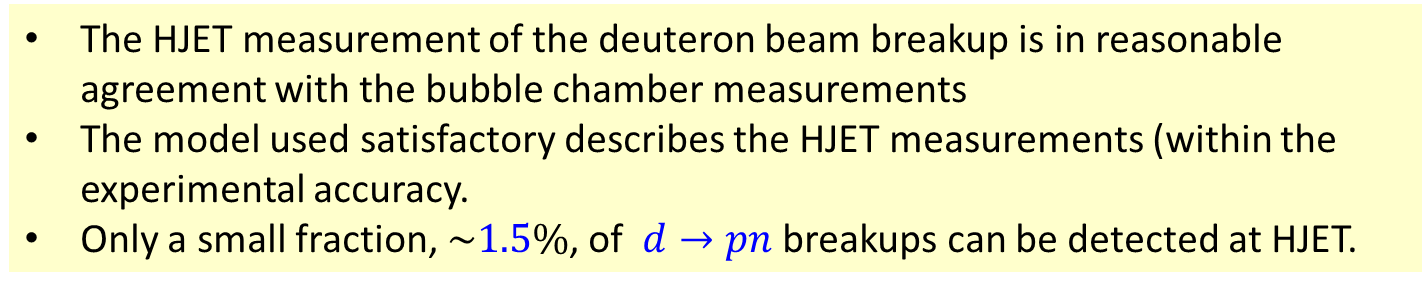 • The HJET measurement of the deuteron beam breakup is in reasonable
agreement with the bubble chamber measurements
• The model used satisfactory describes the HJET measurements (within the
experimental accuracy.
• Only a small fraction, ~1.5%, of d → pn breakups can be detected at HJET.